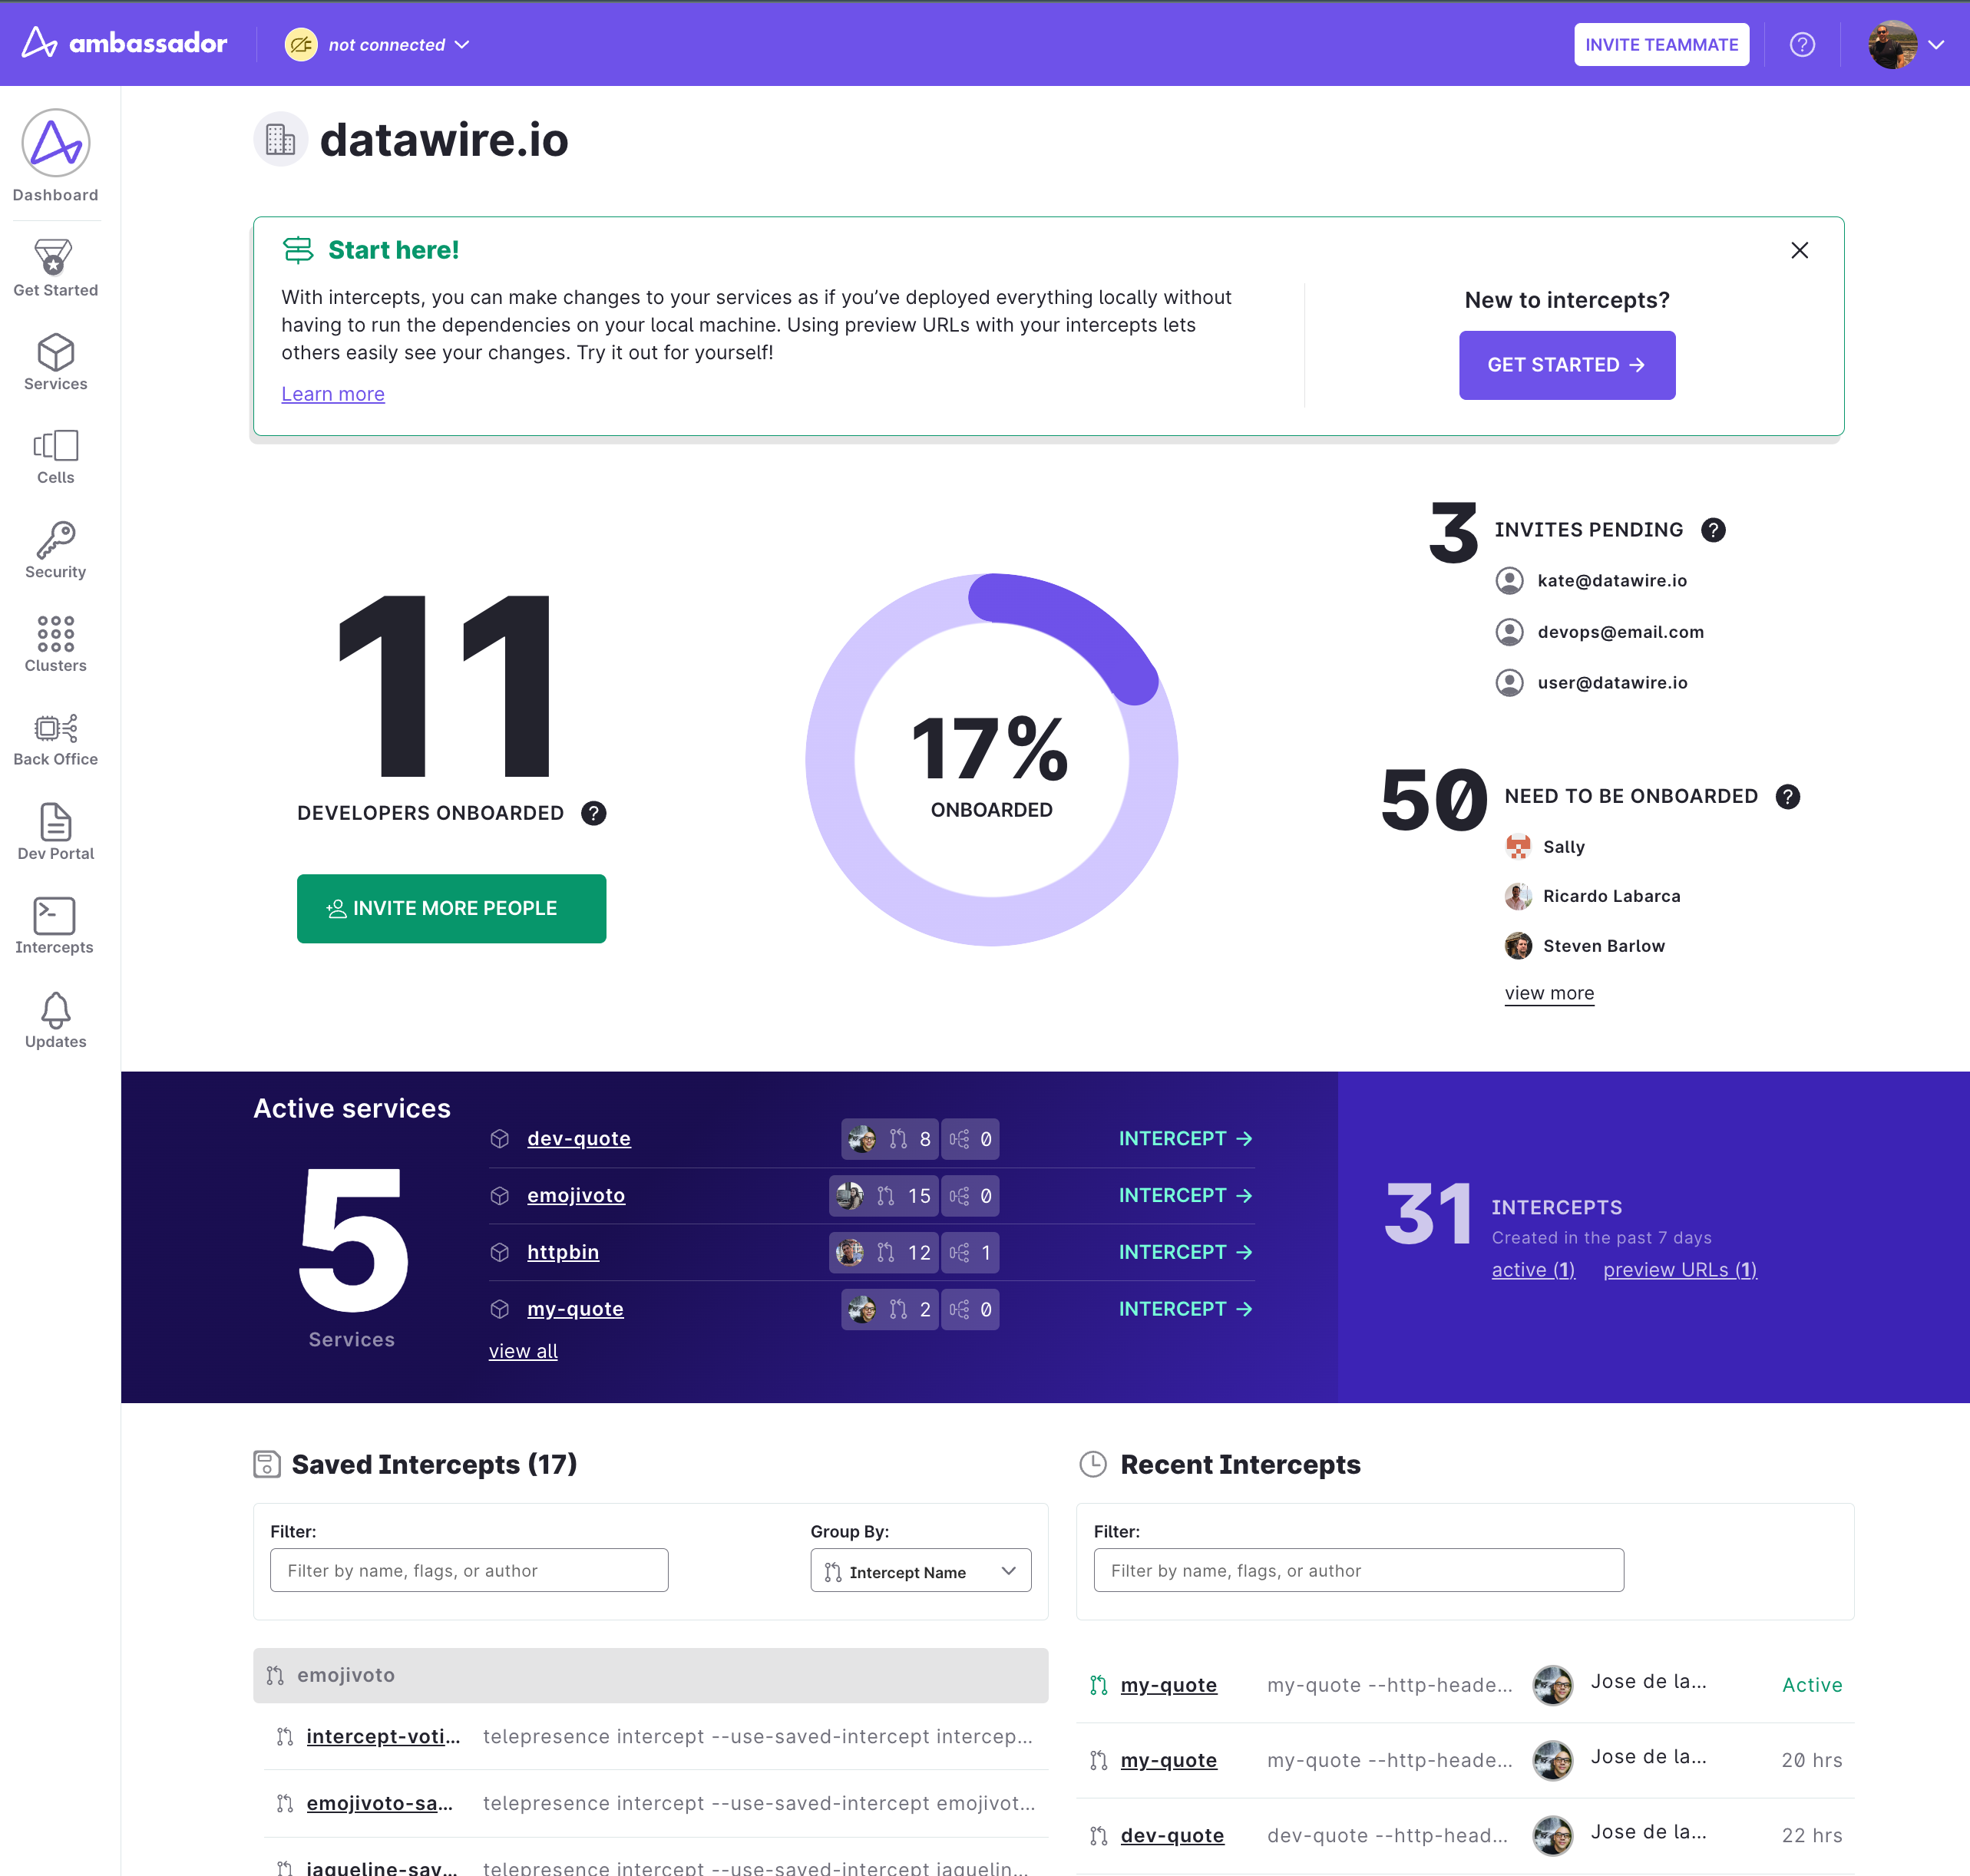 ambassador
not connected
INVITE TEAMMATE
?
Dashboard
Get Started
Services
Cells
Security
Clusters
Back Office
Dev Portal
Intercepts
Updates
datawire.io
Start here!
With intercepts, you can make changes to your services as if you’ve deployed everything locally without
having to run the dependencies on your local machine. Using preview URLs with your intercepts lets
others easily see your changes. Try it out for yourself!
Learn more
New to intercepts?
GET STARTED →
11
DEVELOPERS ONBOARDED ?
INVITE MORE PEOPLE
17%
ONBOARDED
3 INVITES PENDING ?
kate@datawire.io
devops@email.com
user@datawire.io
50 NEED TO BE ONBOARDED ?
Sally
Ricardo Labarca
Steven Barlow
view more
Active services
5
Services
dev-quote 8 0 INTERCEPT →
emojivoto 15 0 INTERCEPT →
httpbin 12 1 INTERCEPT →
my-quote 2 0 INTERCEPT →
view all
31 INTERCEPTS
Created in the past 7 days
active (1) preview URLs (1)
Saved Intercepts (17)
Filter:
Filter by name, flags, or author
Group By:
Intercept Name
emojivoto
intercept-voti... telepresence intercept --use-saved-intercept intercep...
emojivoto-sa... telepresence intercept --use-saved-intercept emojivot...
jaqueline-sav... telepresence intercept --use-saved-intercept jaquelin...
Recent Intercepts
Filter:
Filter by name, flags, or author
my-quote my-quote --http-heade... Jose de la... Active
my-quote my-quote --http-heade... Jose de la... 20 hrs
dev-quote dev-quote --http-head... Jose de la... 22 hrs